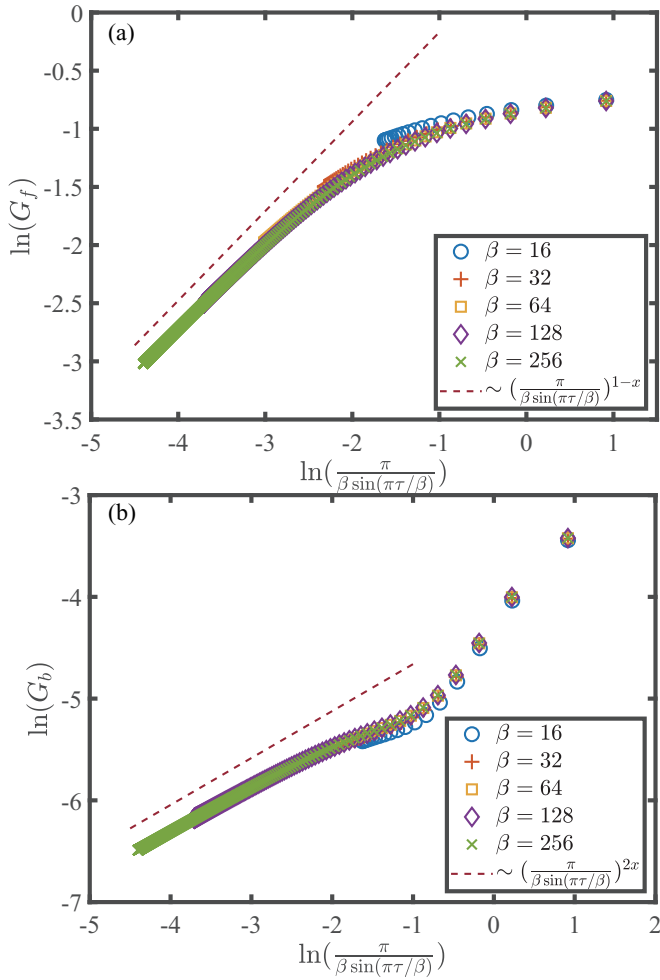 (a)
0
-0.5
-1
-1.5
-2
-2.5
-3
-3.5
ln(G_f)
β = 16
β = 32
β = 64
β = 128
β = 256
∼ (π/(β sin(πτ/β)))^{1−x}
-5 -4 -3 -2 -1 0 1
ln(π/(β sin(πτ/β)))
(b)
-3
-4
-5
-6
-7
ln(G_b)
β = 16
β = 32
β = 64
β = 128
β = 256
∼ (π/(β sin(πτ/β)))^{2x}
-5 -4 -3 -2 -1 0 1 2
ln(π/(β sin(πτ/β)))